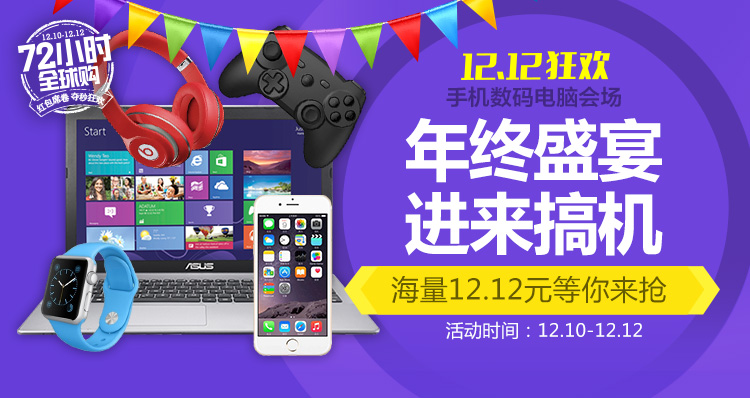 12.10-12.12
72小时
全球购
红包席卷 夺秒狂欢
12.12狂欢
手机数码电脑会场
年终盛宴
进来搞机
海量12.12元等你来抢
活动时间：12.10-12.12
Start
ASUS